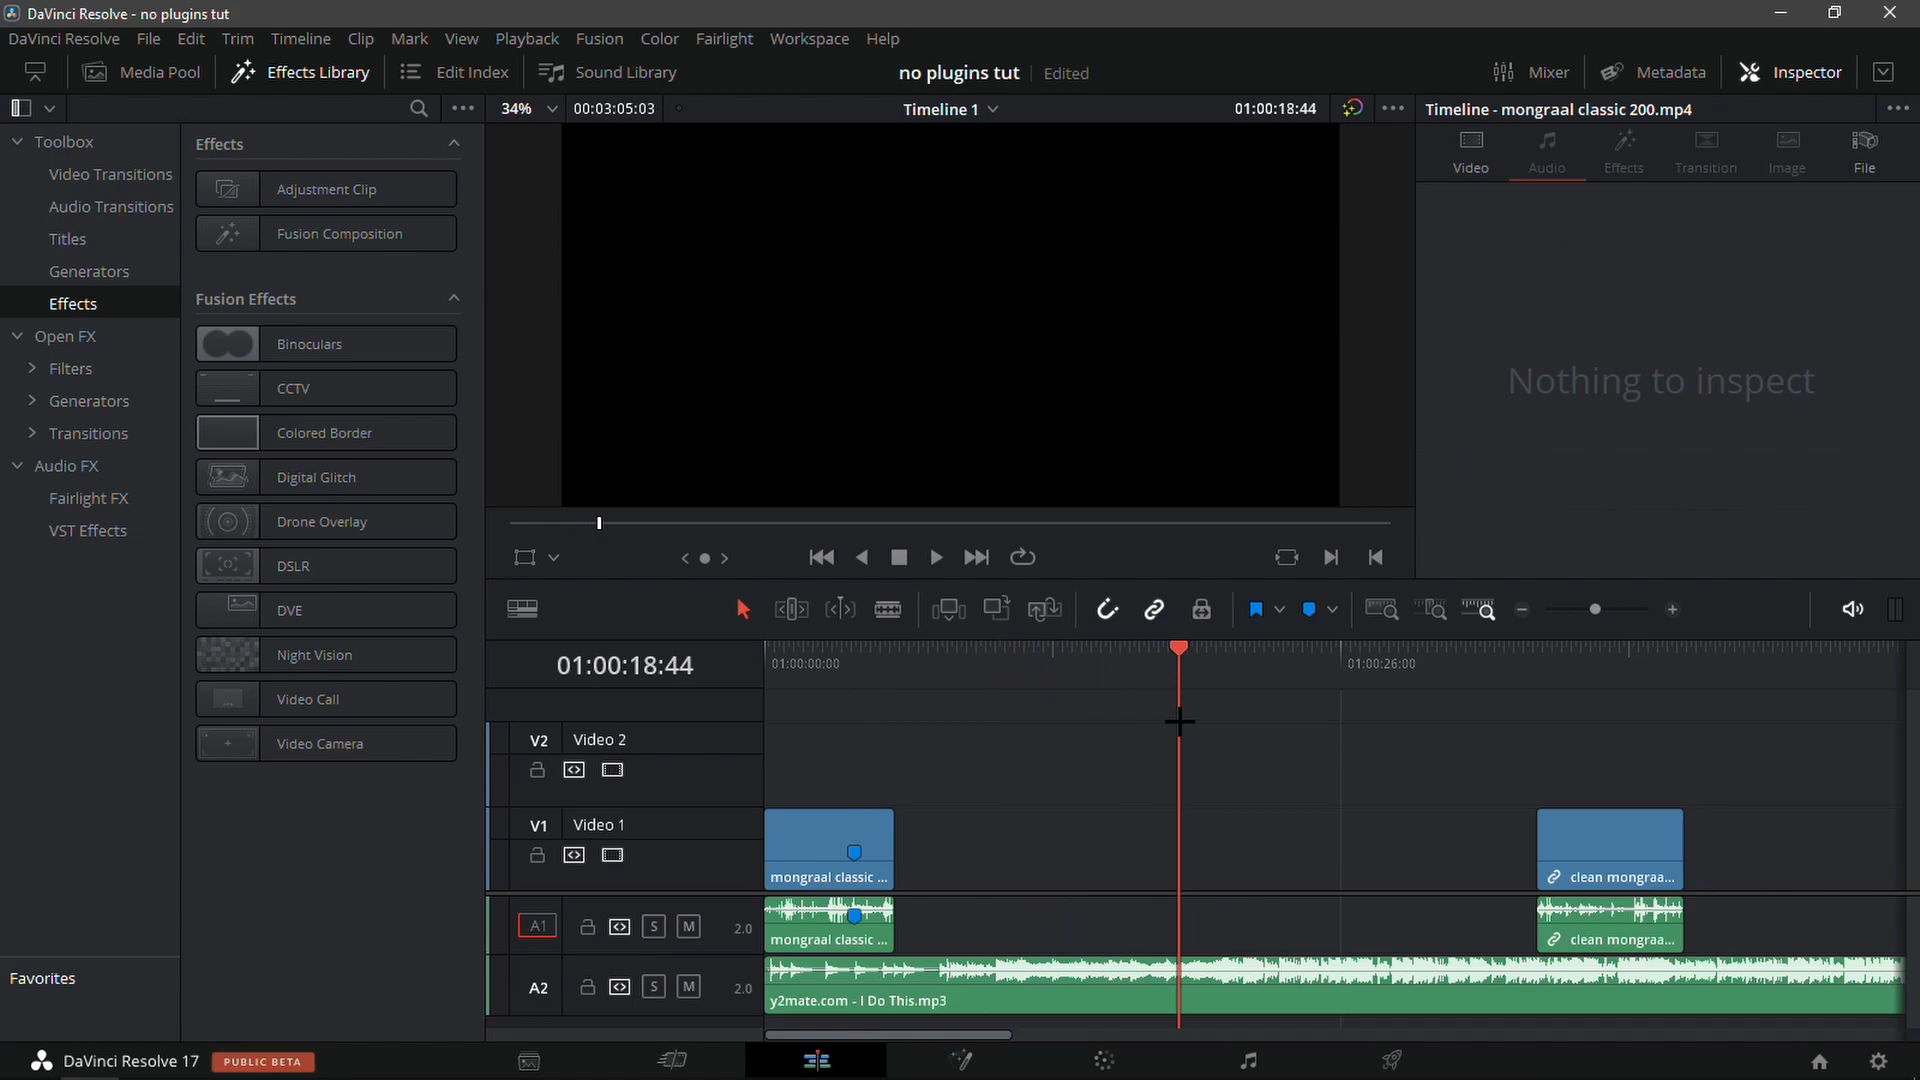 DaVinci Resolve - no plugins tut
DaVinci Resolve File Edit Trim Timeline Clip Mark View Playback Fusion Color Fairlight Workspace Help
Media Pool Effects Library Edit Index Sound Library no plugins tut Edited Mixer Metadata Inspector
34% 00:03:05:03 Timeline 1 01:00:18:44 Timeline - mongraal classic 200.mp4
Video Audio Effects Transition Image File
Toolbox
Video Transitions
Audio Transitions
Titles
Generators
Effects
Open FX
Filters
Generators
Transitions
Audio FX
Fairlight FX
VST Effects
Favorites
Effects
Adjustment Clip
Fusion Composition
Fusion Effects
Binoculars
CCTV
Colored Border
Digital Glitch
Drone Overlay
DSLR
DVE
Night Vision
Video Call
Video Camera
Nothing to inspect
01:00:18:44 01:00:00:00 01:00:26:00
V2 Video 2
V1 Video 1
mongraal classic ... clean mongraa...
A1 S M 2.0
mongraal classic ... clean mongraa...
A2 S M 2.0
y2mate.com - I Do This.mp3
DaVinci Resolve 17 PUBLIC BETA